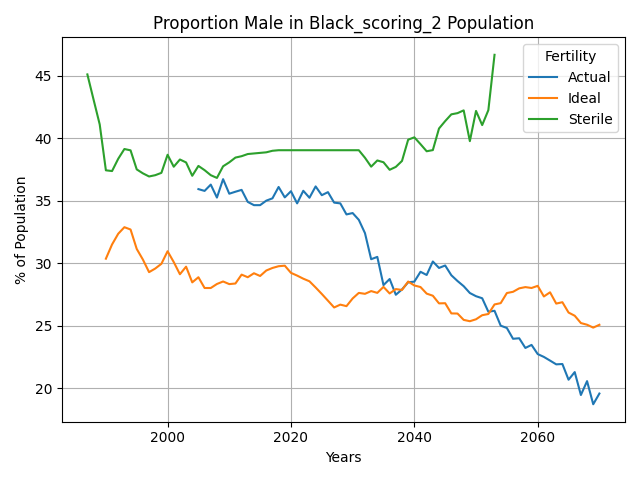 Proportion Male in Black_scoring_2 Population
Fertility
Actual
Ideal
Sterile
% of Population
45
40
35
30
25
20
2000
2020
2040
2060
Years